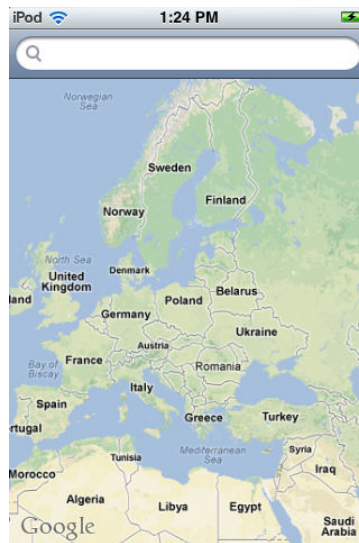 iPod 1:24 PM
Norwegian
Sea
Sweden
Finland
Norway
North Sea
United
Kingdom
land
Denmark
Belarus
Poland
Germany
Ukraine
Austria
Bay of
Biscay
France
Romania
Italy
Spain
Greece
Turkey
rtugal
Mediterranean
Sea
Syria
Tunisia
Iraq
Morocco
Algeria
Libya
Egypt
Saudi
Arabia
Google